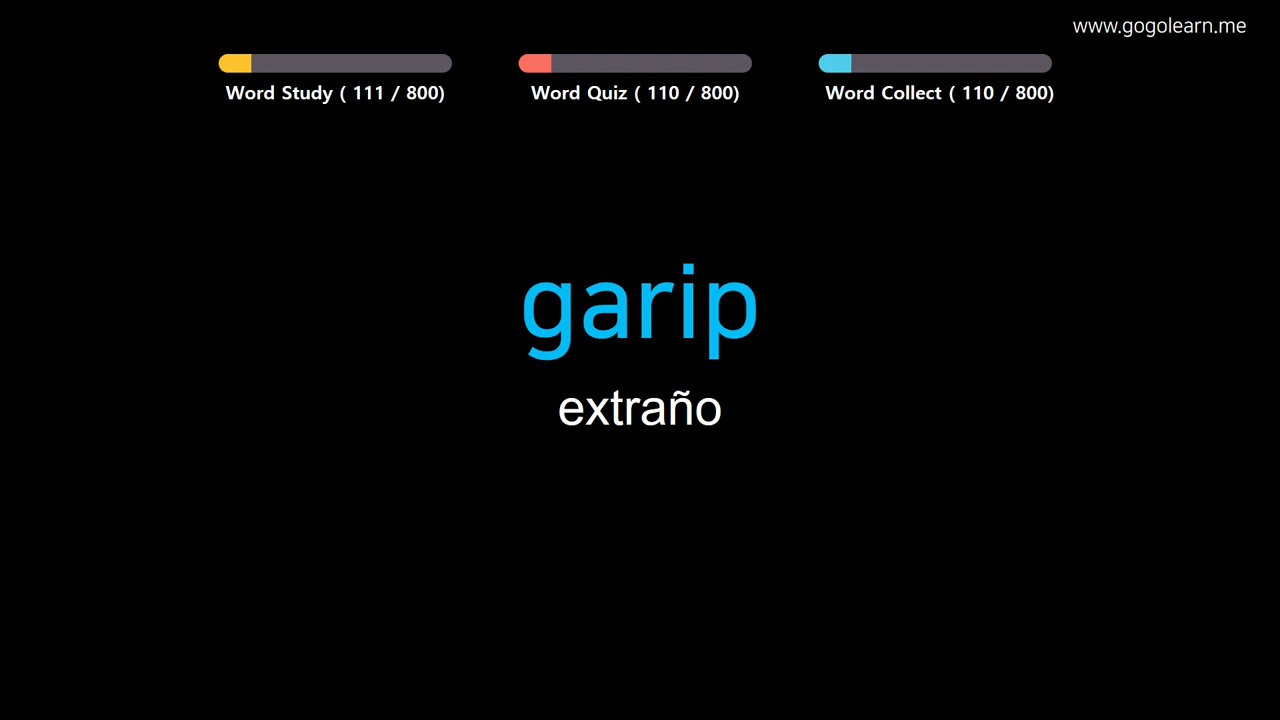 www.gogolearn.me
Word Study ( 111 / 800)
Word Quiz ( 110 / 800)
Word Collect ( 110 / 800)
garip
extraño